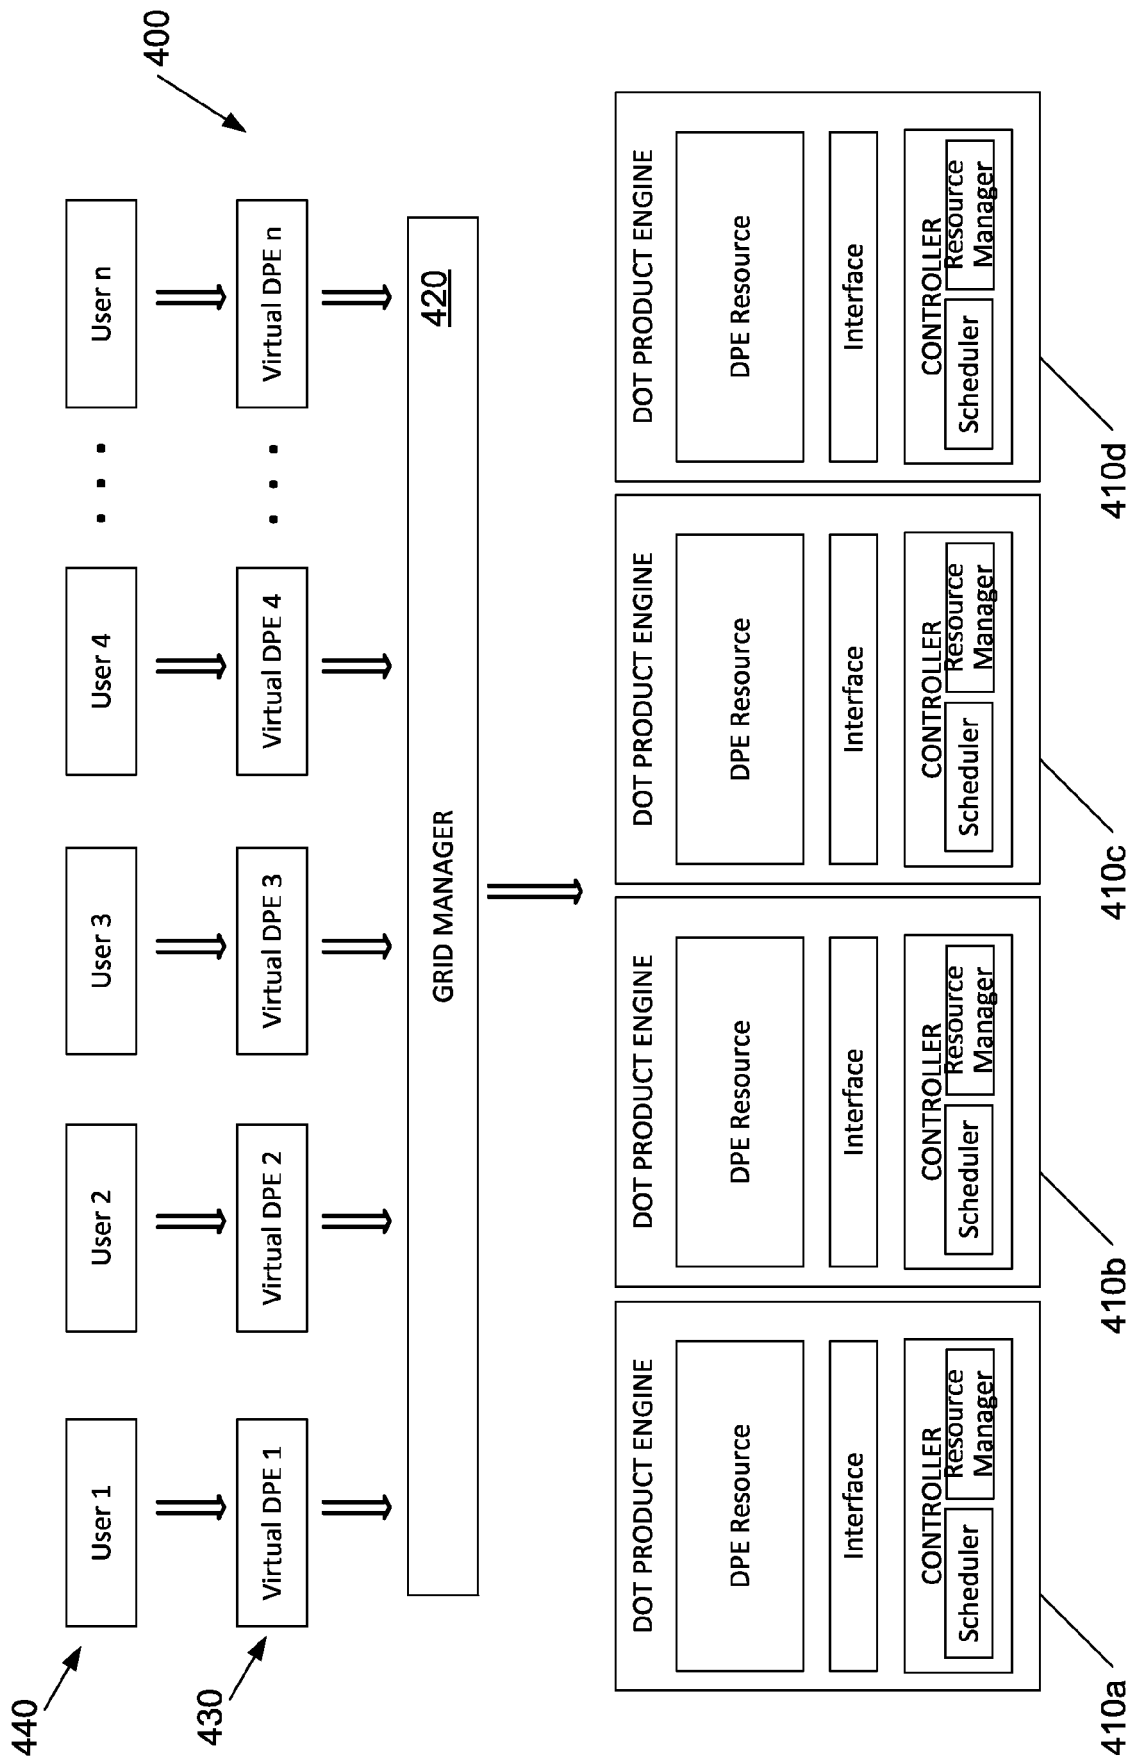 400
440
User 1
User 2
User 3
User 4
. . .
User n
430
Virtual DPE 1
Virtual DPE 2
Virtual DPE 3
Virtual DPE 4
. . .
Virtual DPE n
GRID MANAGER
420
DOT PRODUCT ENGINE
DPE Resource
Interface
CONTROLLER
Scheduler
Resource
Manager
410a
DOT PRODUCT ENGINE
DPE Resource
Interface
CONTROLLER
Scheduler
Resource
Manager
410b
DOT PRODUCT ENGINE
DPE Resource
Interface
CONTROLLER
Scheduler
Resource
Manager
410c
DOT PRODUCT ENGINE
DPE Resource
Interface
CONTROLLER
Scheduler
Resource
Manager
410d